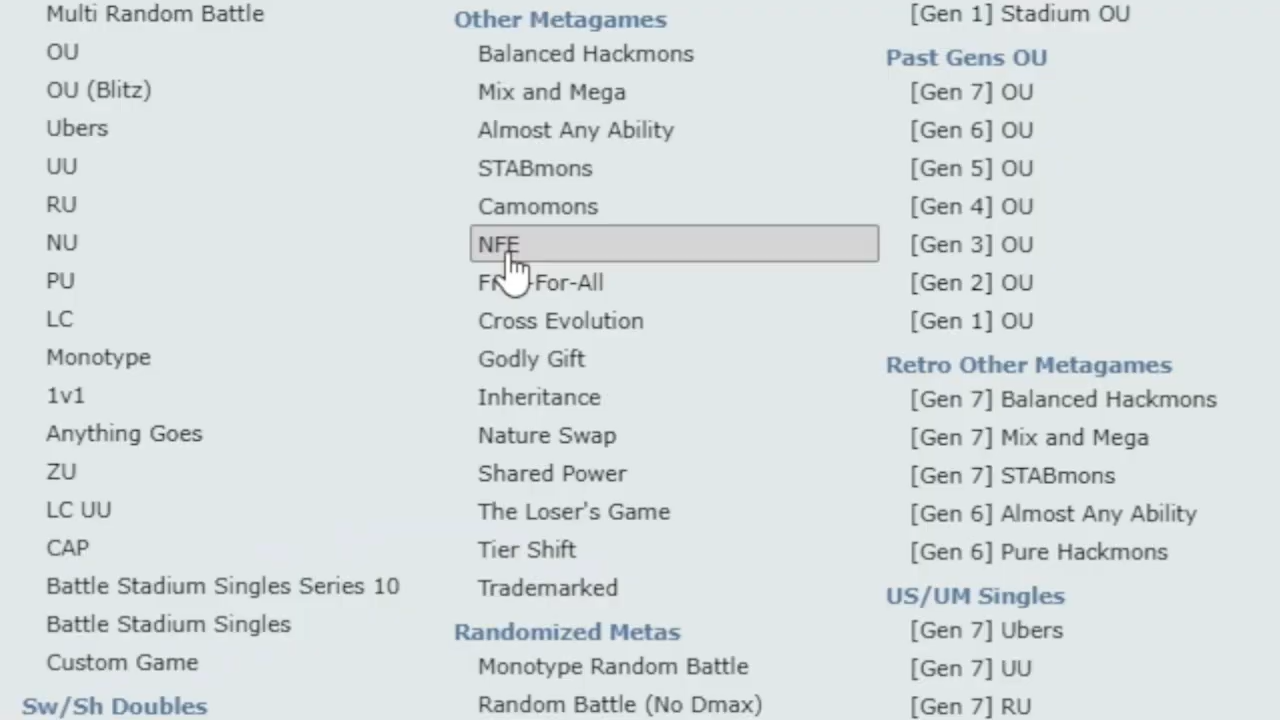 Multi Random Battle
OU
OU (Blitz)
Ubers
UU
RU
NU
PU
LC
Monotype
1v1
Anything Goes
ZU
LC UU
CAP
Battle Stadium Singles Series 10
Battle Stadium Singles
Custom Game
Sw/Sh Doubles
Other Metagames
Balanced Hackmons
Mix and Mega
Almost Any Ability
STABmons
Camomons
NFE
-For-All
Cross Evolution
Godly Gift
Inheritance
Nature Swap
Shared Power
The Loser's Game
Tier Shift
Trademarked
Randomized Metas
Monotype Random Battle
Random Battle (No Dmax)
[Gen 1] Stadium OU
Past Gens OU
[Gen 7] OU
[Gen 6] OU
[Gen 5] OU
[Gen 4] OU
[Gen 3] OU
[Gen 2] OU
[Gen 1] OU
Retro Other Metagames
[Gen 7] Balanced Hackmons
[Gen 7] Mix and Mega
[Gen 7] STABmons
[Gen 6] Almost Any Ability
[Gen 6] Pure Hackmons
US/UM Singles
[Gen 7] Ubers
[Gen 7] UU
[Gen 7] RU